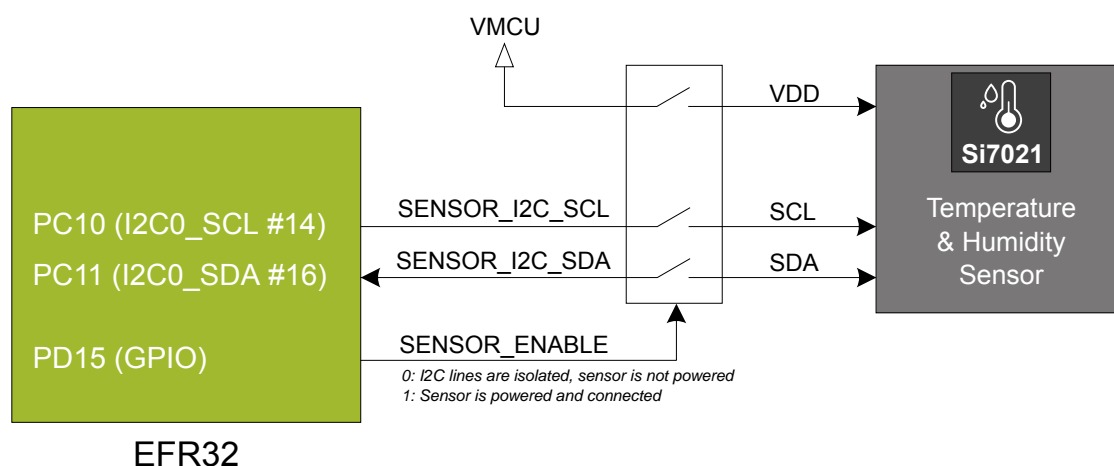 VMCU
VDD
Si7021
PC10 (I2C0_SCL #14)
SENSOR_I2C_SCL
SCL
Temperature
& Humidity
Sensor
PC11 (I2C0_SDA #16)
SENSOR_I2C_SDA
SDA
PD15 (GPIO)
SENSOR_ENABLE
0: I2C lines are isolated, sensor is not powered
1: Sensor is powered and connected
EFR32